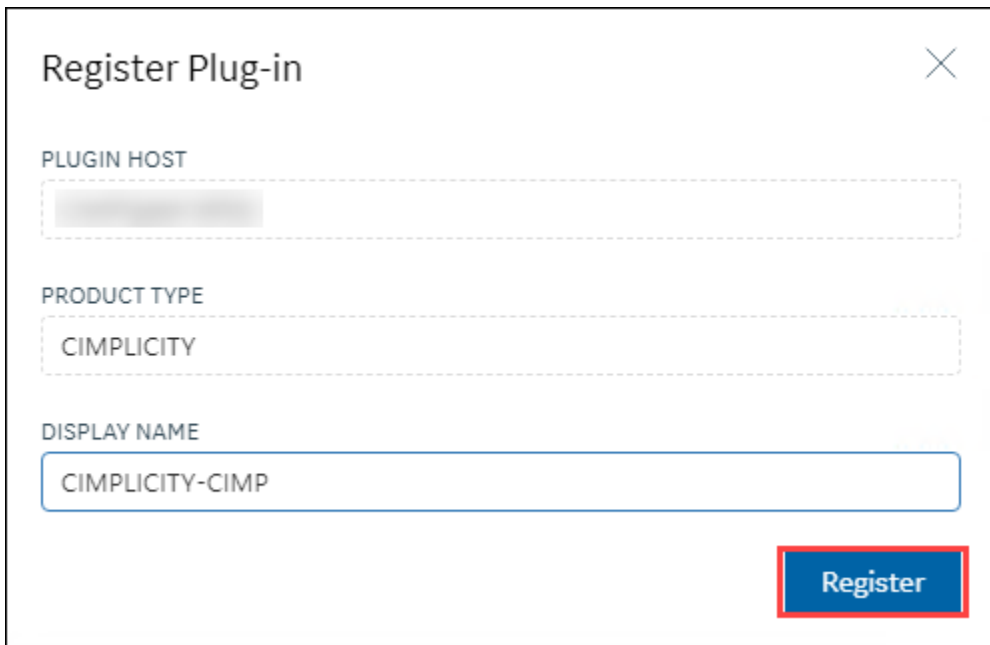 Register Plug-in
PLUGIN HOST
PRODUCT TYPE
CIMPLICITY
DISPLAY NAME
CIMPLICITY-CIMP
Register